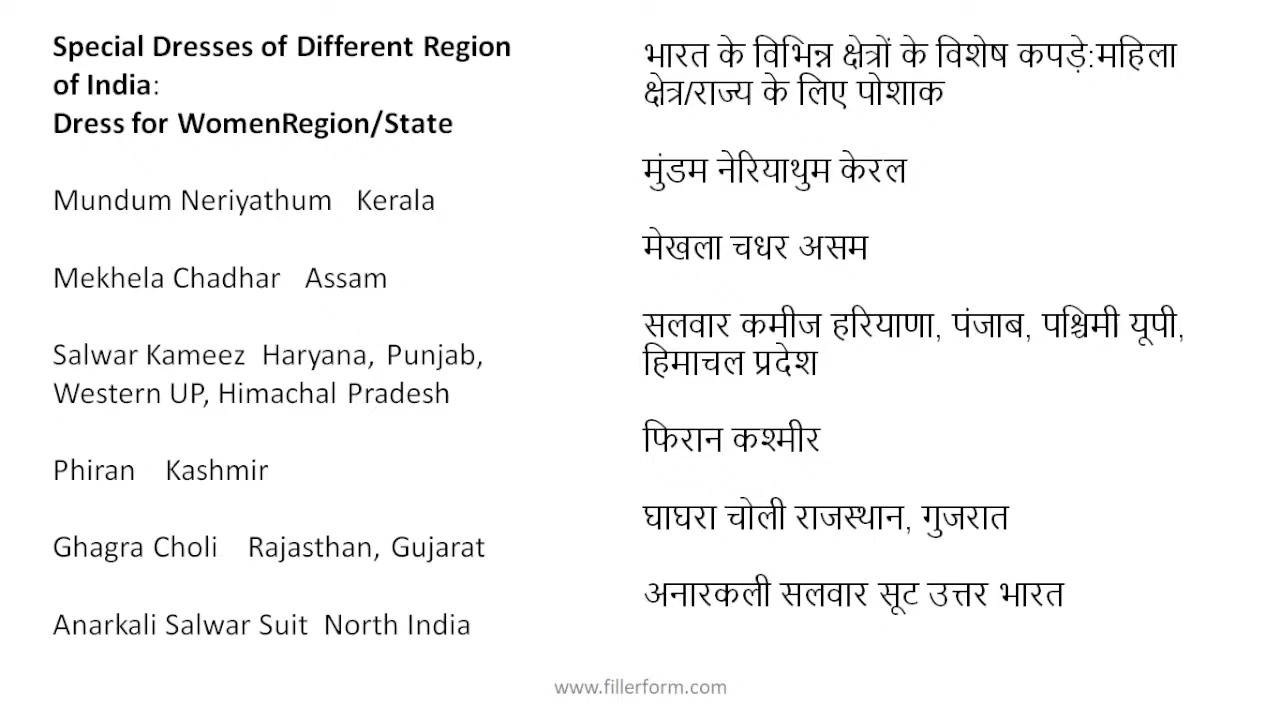 Special Dresses of Different Region
of India:
Dress for WomenRegion/State
Mundum Neriyathum Kerala
Mekhela Chadhar Assam
Salwar Kameez Haryana, Punjab,
Western UP, Himachal Pradesh
Phiran Kashmir
Ghagra Choli Rajasthan, Gujarat
Anarkali Salwar Suit North India
भारत के विभिन्न क्षेत्रों के विशेष कपड़े:महिला
क्षेत्र/राज्य के लिए पोशाक
मुंडम नेरियाथुम केरल
मेखला चधर असम
सलवार कमीज हरियाणा, पंजाब, पश्चिमी यूपी,
हिमाचल प्रदेश
फिरान कश्मीर
घाघरा चोली राजस्थान, गुजरात
अनारकली सलवार सूट उत्तर भारत
www.fillerform.com